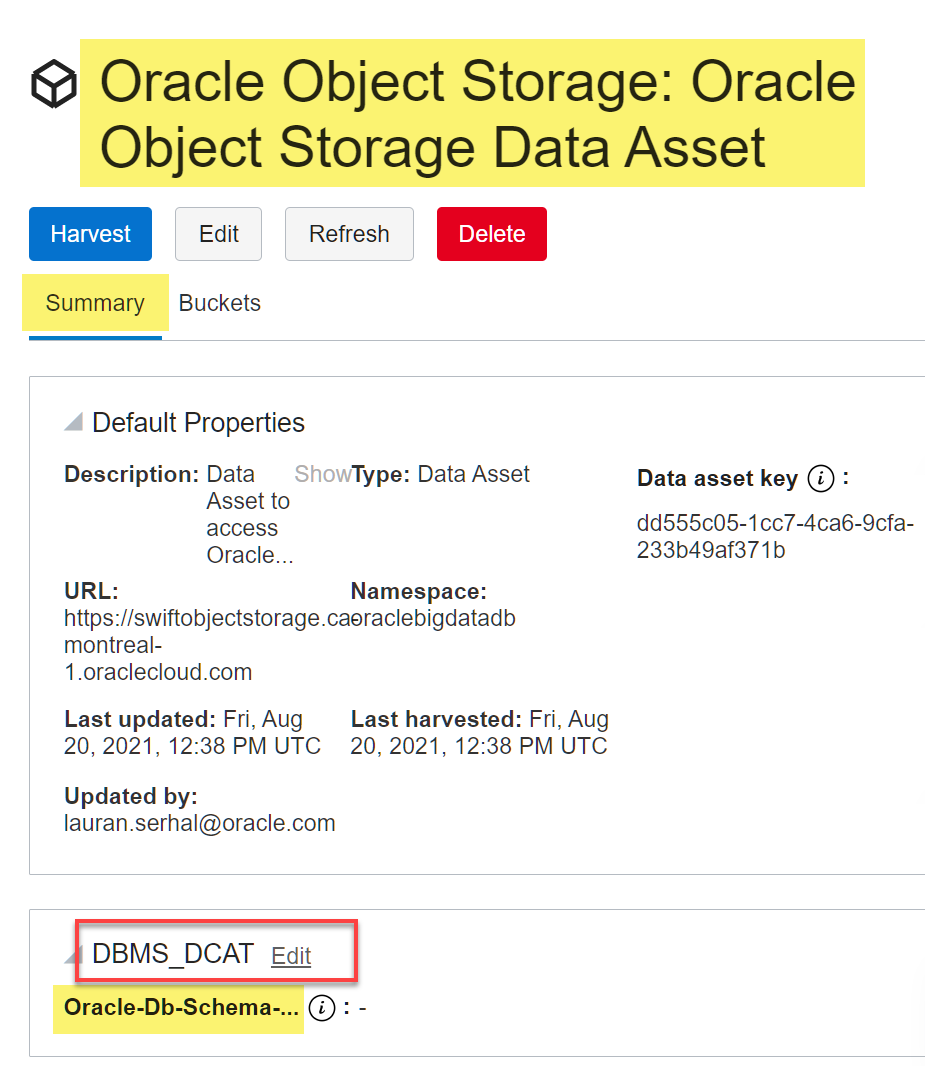 Oracle Object Storage: Oracle
Object Storage Data Asset
Harvest Edit Refresh Delete
Summary Buckets
Default Properties
Description: Data Asset to access Oracle... Show
Type: Data Asset
Data asset key i :
dd555c05-1cc7-4ca6-9cfa-
233b49af371b
URL:
https://swiftobjectstorage.ca-
montreal-
1.oraclecloud.com
Namespace:
oraclebigdatadb
Last updated: Fri, Aug
20, 2021, 12:38 PM UTC
Last harvested: Fri, Aug
20, 2021, 12:38 PM UTC
Updated by:
lauran.serhal@oracle.com
DBMS_DCAT Edit
Oracle-Db-Schema-... i : -